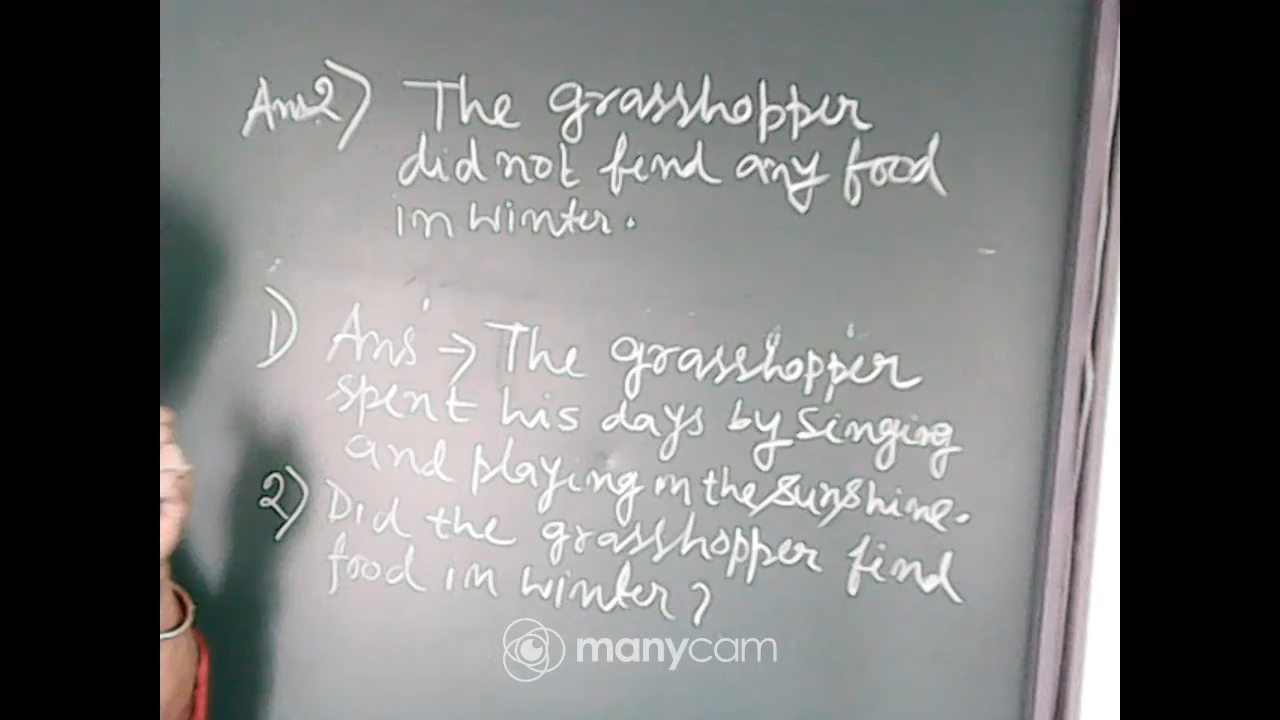 Ans2) The grasshopper
did not find any food
in winter.
1) Ans → The grasshopper
spent his days by singing
and playing in the sunshine.
2) Did the grasshopper find
food in winter?
manycam